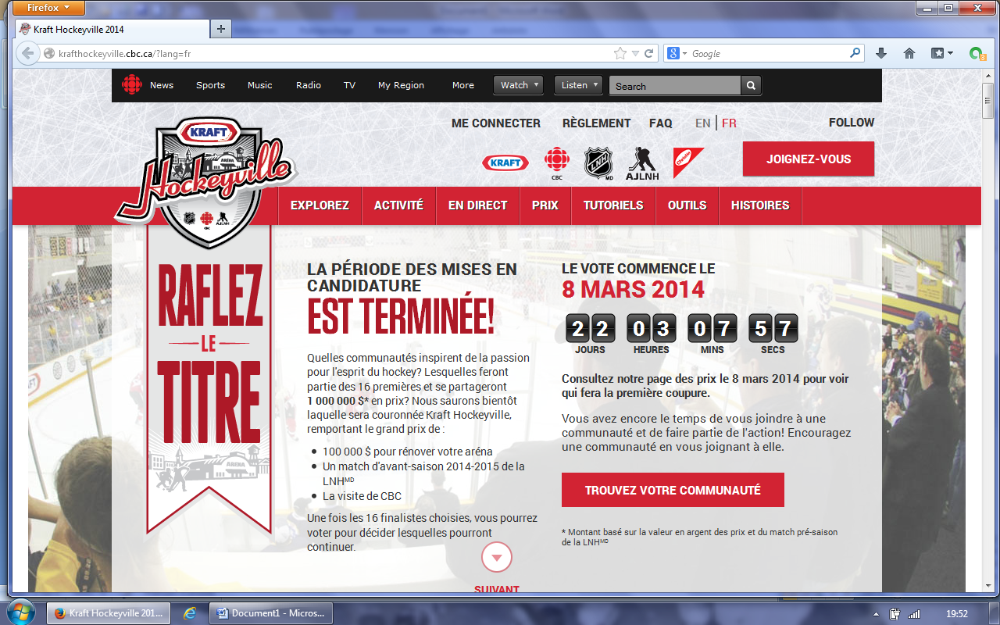 Firefox
Kraft Hockeyville 2014
krafthockeyville.cbc.ca/?lang=fr
Google
News Sports Music Radio TV My Region More Watch Listen Search
ME CONNECTER RÈGLEMENT FAQ EN FR FOLLOW
KRAFT
ARENA
Hockeyville
CBC
AJLNH
KRAFT
CBC
LNH
MD
AJLNH
Christie
JOIGNEZ-VOUS
EXPLOREZ ACTIVITÉ EN DIRECT PRIX TUTORIELS OUTILS HISTOIRES
RAFLEZ
LE
TITRE
ARENA
LA PÉRIODE DES MISES EN
CANDIDATURE
EST TERMINÉE!
Quelles communautés inspirent de la passion
pour l'esprit du hockey? Lesquelles feront
partie des 16 premières et se partageront
1 000 000 $* en prix? Nous saurons bientôt
laquelle sera couronnée Kraft Hockeyville,
remportant le grand prix de :
• 100 000 $ pour rénover votre aréna
• Un match d'avant-saison 2014-2015 de la
LNHMD
• La visite de CBC
Une fois les 16 finalistes choisies, vous pourrez
voter pour décider lesquelles pourront
continuer.
SUIVANT
LE VOTE COMMENCE LE
8 MARS 2014
22 03 07 57
JOURS HEURES MINS SECS
Consultez notre page des prix le 8 mars 2014 pour voir
qui fera la première coupure.
Vous avez encore le temps de vous joindre à une
communauté et de faire partie de l'action! Encouragez
une communauté en vous joignant à elle.
TROUVEZ VOTRE COMMUNAUTÉ
* Montant basé sur la valeur en argent des prix et du match pré-saison
de la LNHMD
Kraft Hockeyville 201... Document1 - Micros... 19:52